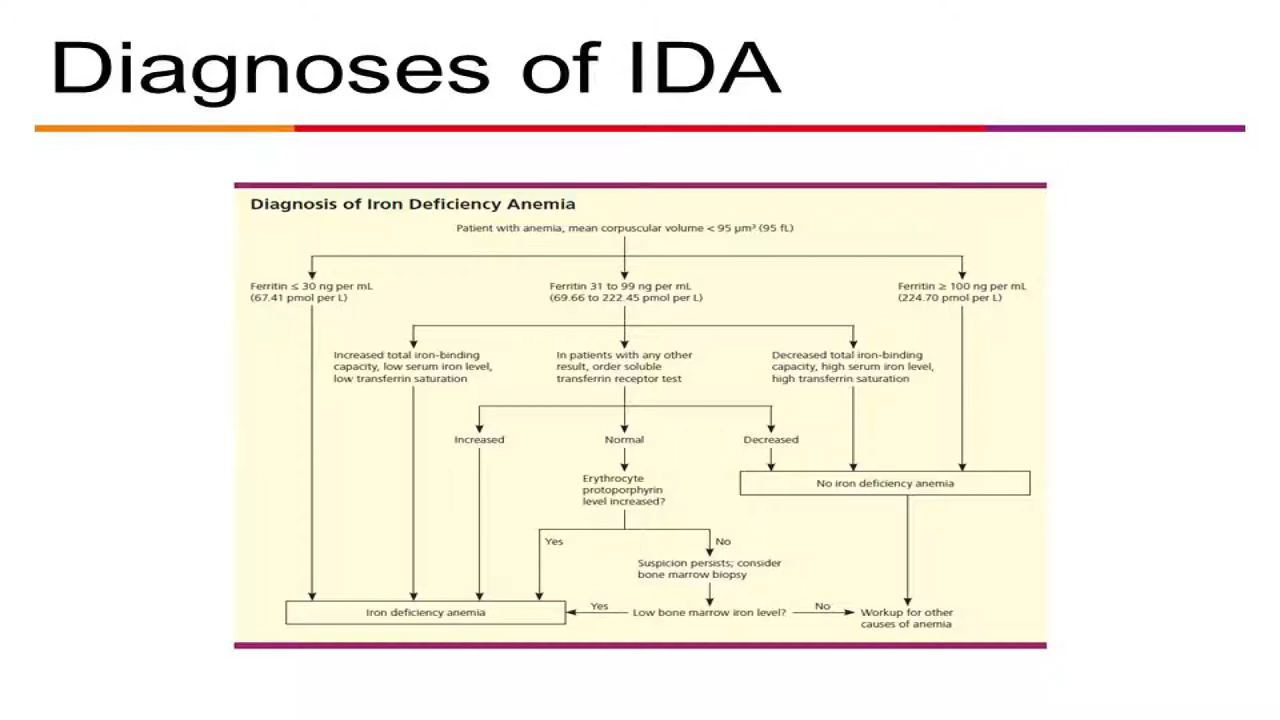 Diagnoses of IDA
Diagnosis of Iron Deficiency Anemia
Patient with anemia, mean corpuscular volume < 95 µm³ (95 fL)
Ferritin ≤ 30 ng per mL
(67.41 pmol per L)
Ferritin 31 to 99 ng per mL
(69.66 to 222.45 pmol per L)
Ferritin ≥ 100 ng per mL
(224.70 pmol per L)
Increased total iron-binding
capacity, low serum iron level,
low transferrin saturation
In patients with any other
result, order soluble
transferrin receptor test
Decreased total iron-binding
capacity, high serum iron level,
high transferrin saturation
Increased
Normal
Decreased
Erythrocyte
protoporphyrin
level increased?
No iron deficiency anemia
Yes
No
Suspicion persists; consider
bone marrow biopsy
Iron deficiency anemia
Yes
Low bone marrow iron level?
No
Workup for other
causes of anemia